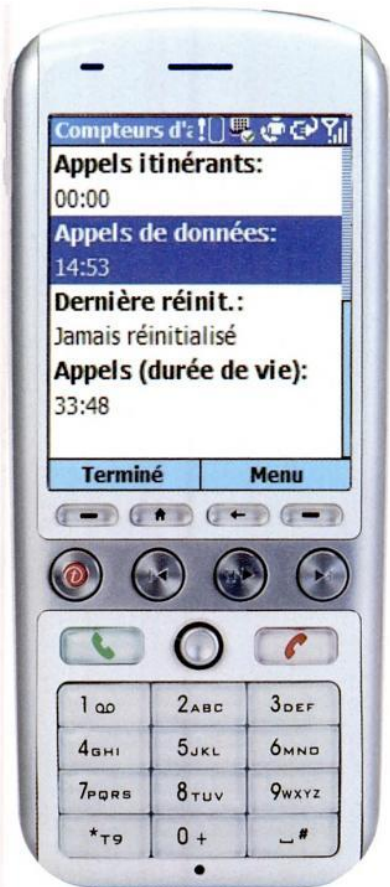 Compteurs d'a
Appels itinérants:
00:00
Appels de données:
14:53
Dernière réinit.:
Jamais réinitialisé
Appels (durée de vie):
33:48
Terminé Menu
1 2ABC 3DEF
4GHI 5JKL 6MNO
7PQRS 8TUV 9WXYZ
*T9 0 + #